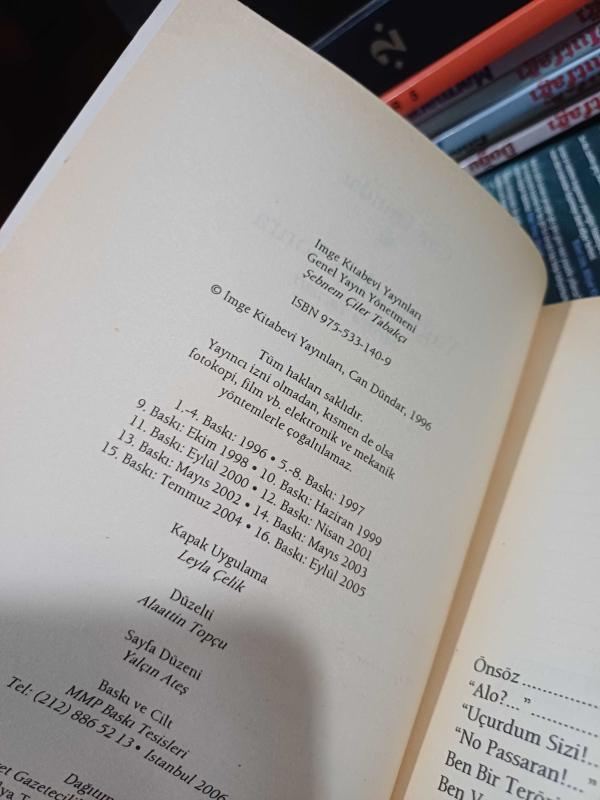 İmge Kitabevi Yayınları
Genel Yayın Yönetmeni
Şebnem Çiler Tabakçı
ISBN 975-533-140-9
© İmge Kitabevi Yayınları, Can Dündar, 1996
Tüm hakları saklıdır.
Yayıncı izni olmadan, kısmen de olsa
fotokopi, film vb. elektronik ve mekanik
yöntemlerle çoğaltılamaz.
1.-4. Baskı: 1996 • 5.-8. Baskı: 1997
9. Baskı: Ekim 1998 • 10. Baskı: Haziran 1999
11. Baskı: Eylül 2000 • 12. Baskı: Nisan 2001
13. Baskı: Mayıs 2002 • 14. Baskı: Mayıs 2003
15. Baskı: Temmuz 2004 • 16. Baskı: Eylül 2005
Kapak Uygulama
Leyla Çelik
Düzelti
Alaattin Topçu
Sayfa Düzeni
Yalçın Ateş
Baskı ve Cilt
MMP Baskı Tesisleri
Tel: (212) 886 52 13 • İstanbul 2006
Dağıtım
Gazetecilik
Önsöz
"Alo?..."
"Uçurdum Sizi!..
"No Passaran!..."
Ben Bir
Ben
Mutfağı
Doğu